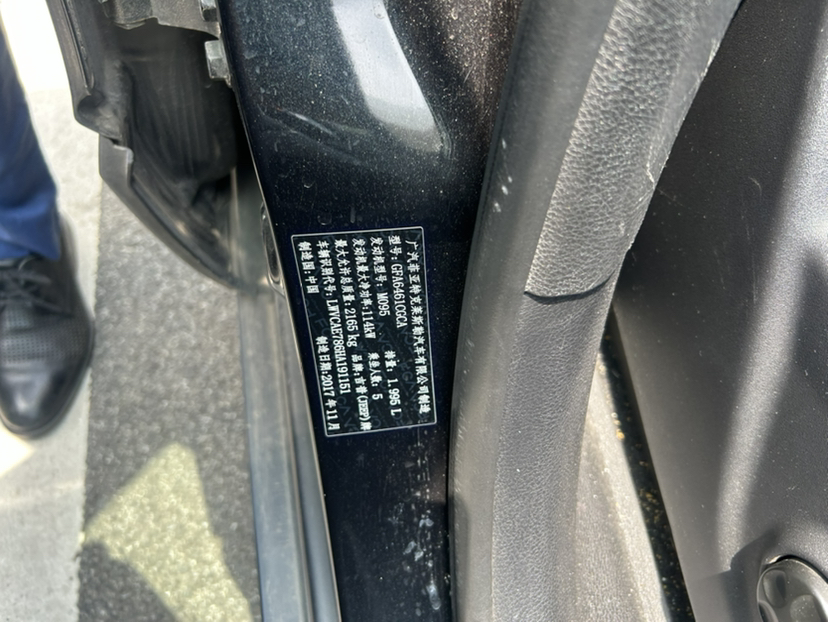 广汽菲亚特克莱斯勒汽车有限公司制造
型号:GFA6461CGCA
发动机型号:M095 排量:1.995 L
发动机最大净功率:114kW 乘坐人数:5
最大允许总质量:2165 kg 品牌:吉普(JEEP)牌
车辆识别代号:LWVCAE786HA191151
制造国:中国 制造日期:2017年11月